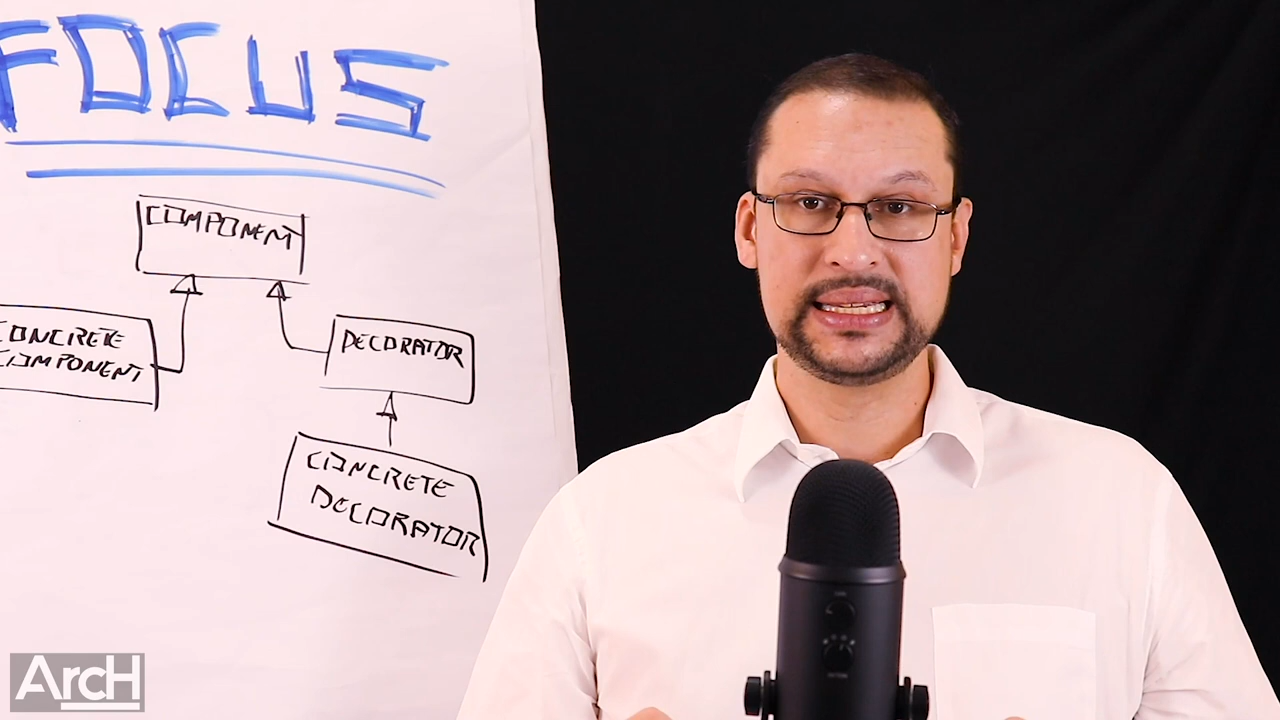 FOCUS
COMPONENT
CONCRETE
COMPONENT
DECORATOR
CONCRETE
DECORATOR
ArcH